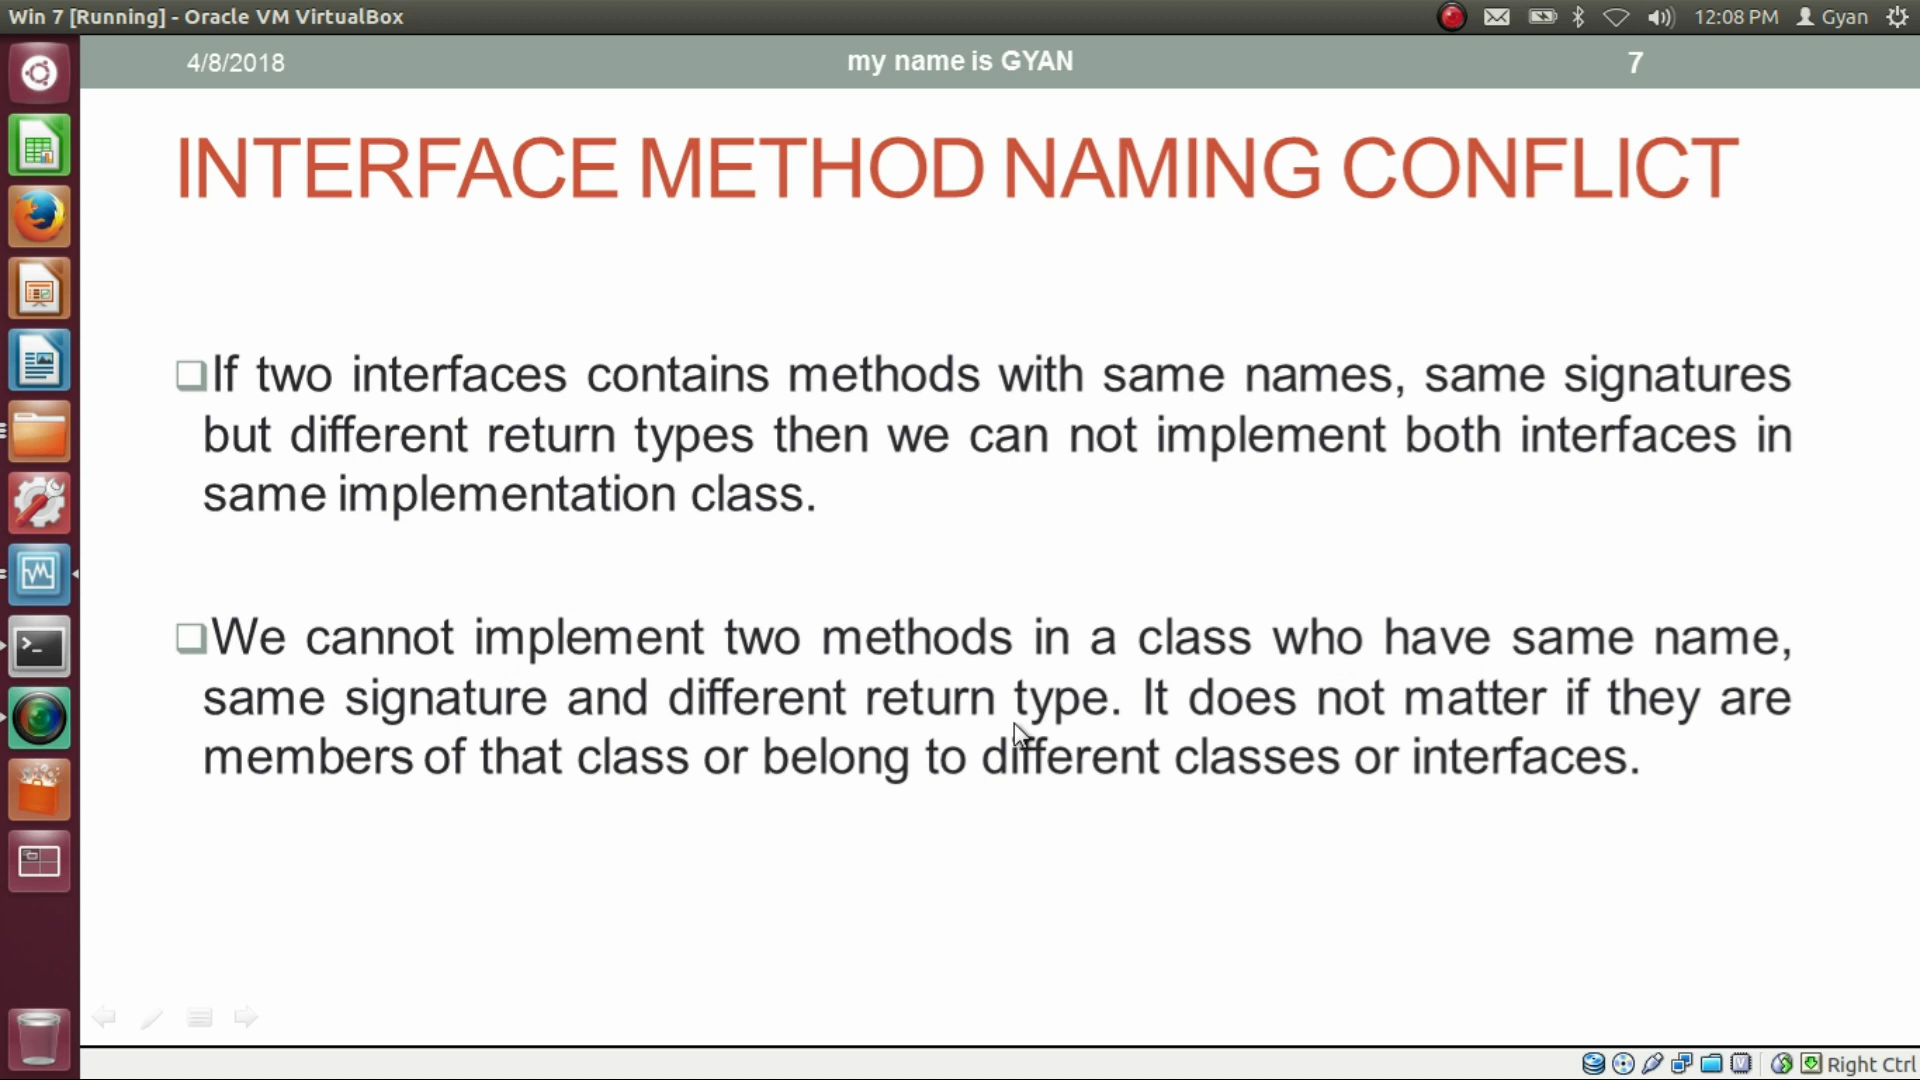 Win 7 [Running] - Oracle VM VirtualBox
12:08 PM Gyan
4/8/2018
my name is GYAN
7
INTERFACE METHOD NAMING CONFLICT
If two interfaces contains methods with same names, same signatures
but different return types then we can not implement both interfaces in
same implementation class.
We cannot implement two methods in a class who have same name,
same signature and different return type. It does not matter if they are
members of that class or belong to different classes or interfaces.
Right Ctrl